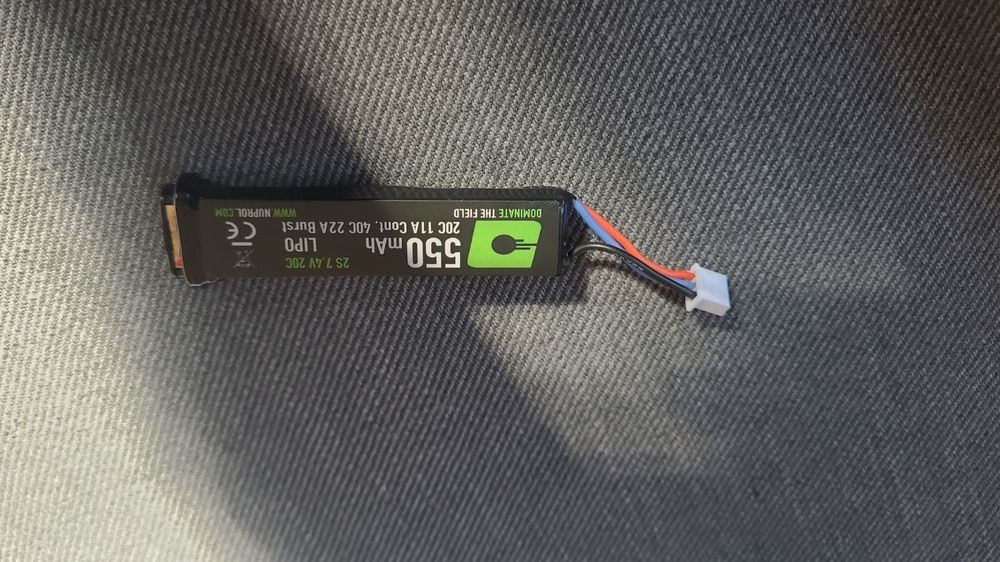 550 mAh
2S 7.4V 20C
LIPO
20C 11A Cont, 40C 22A Burst
DOMINATE THE FIELD
WWW.NUPROL.COM
CE